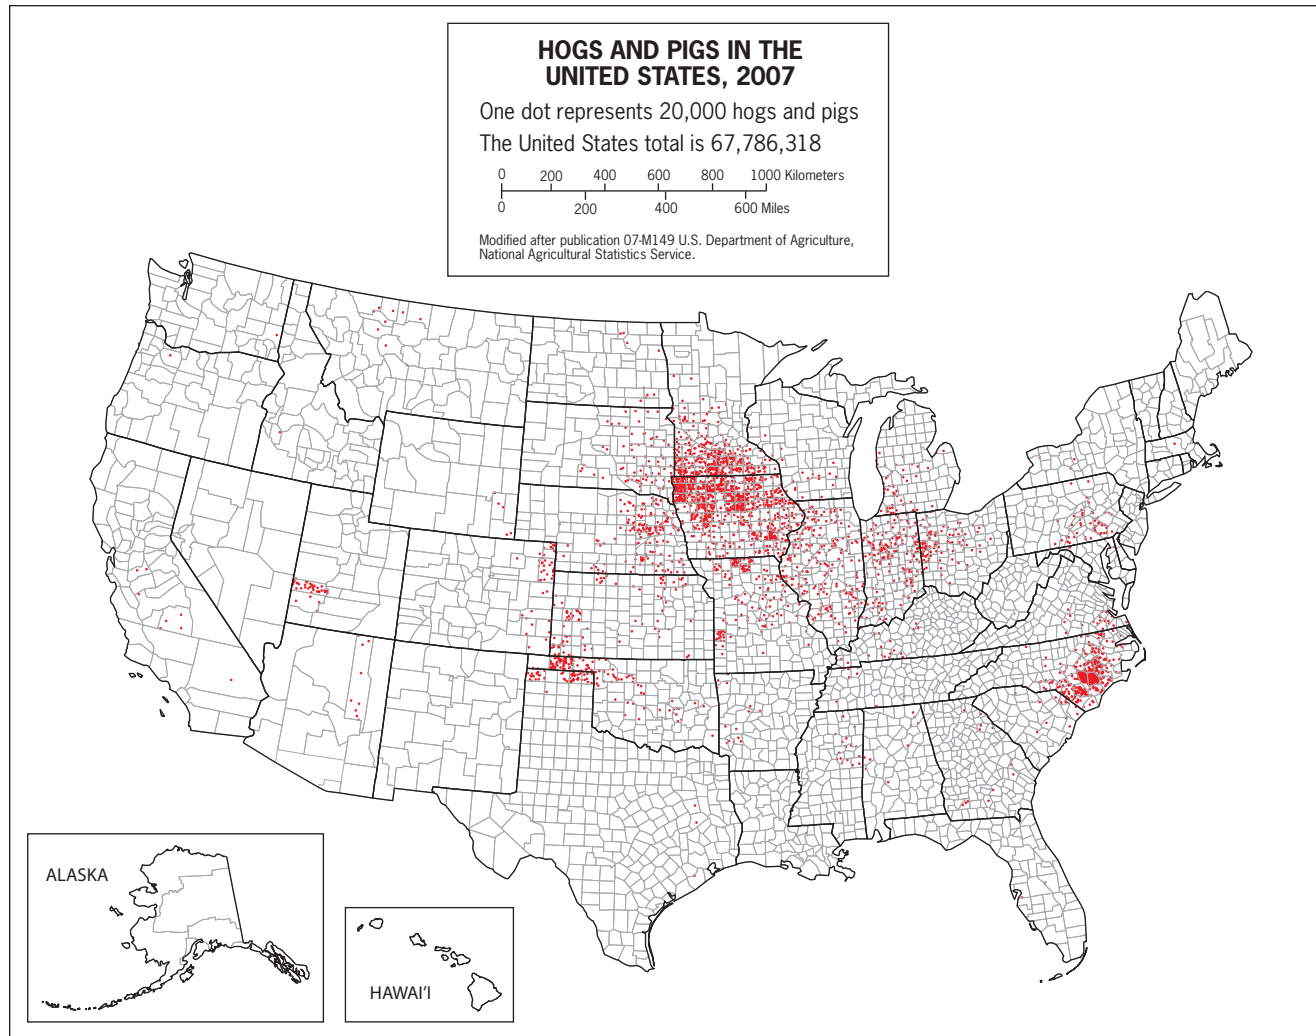 HOGS AND PIGS IN THE
UNITED STATES, 2007
One dot represents 20,000 hogs and pigs
The United States total is 67,786,318
0 200 400 600 800 1000 Kilometers
0 200 400 600 Miles
Modified after publication 07-M149 U.S. Department of Agriculture,
National Agricultural Statistics Service.
ALASKA
HAWAI'I